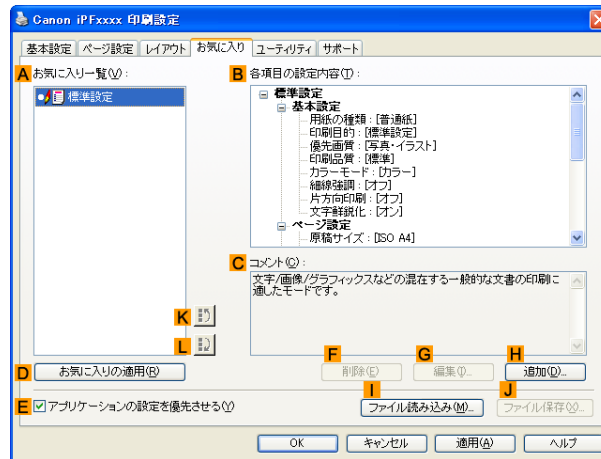 Canon iPFxxxx 印刷設定
基本設定 ページ設定 レイアウト お気に入り ユーティリティ サポート
A お気に入り一覧(V):
標準設定
B 各項目の設定内容(T):
標準設定
基本設定
用紙の種類:[普通紙]
印刷目的:[標準設定]
優先画質:[写真・イラスト]
印刷品質:[標準]
カラーモード:[カラー]
細線強調:[オフ]
片方向印刷:[オフ]
文字鮮鋭化:[オン]
ページ設定
原稿サイズ:[ISO A4]
C コメント(C):
文字/画像/グラフィックスなどの混在する一般的な文書の印刷に
適したモードです。
K
L
D お気に入りの適用(R)
F 削除(E)
G 編集(I)...
H 追加(D)...
E アプリケーションの設定を優先させる(Y)
I ファイル読み込み(M)...
J ファイル保存(X)...
OK キャンセル 適用(A) ヘルプ